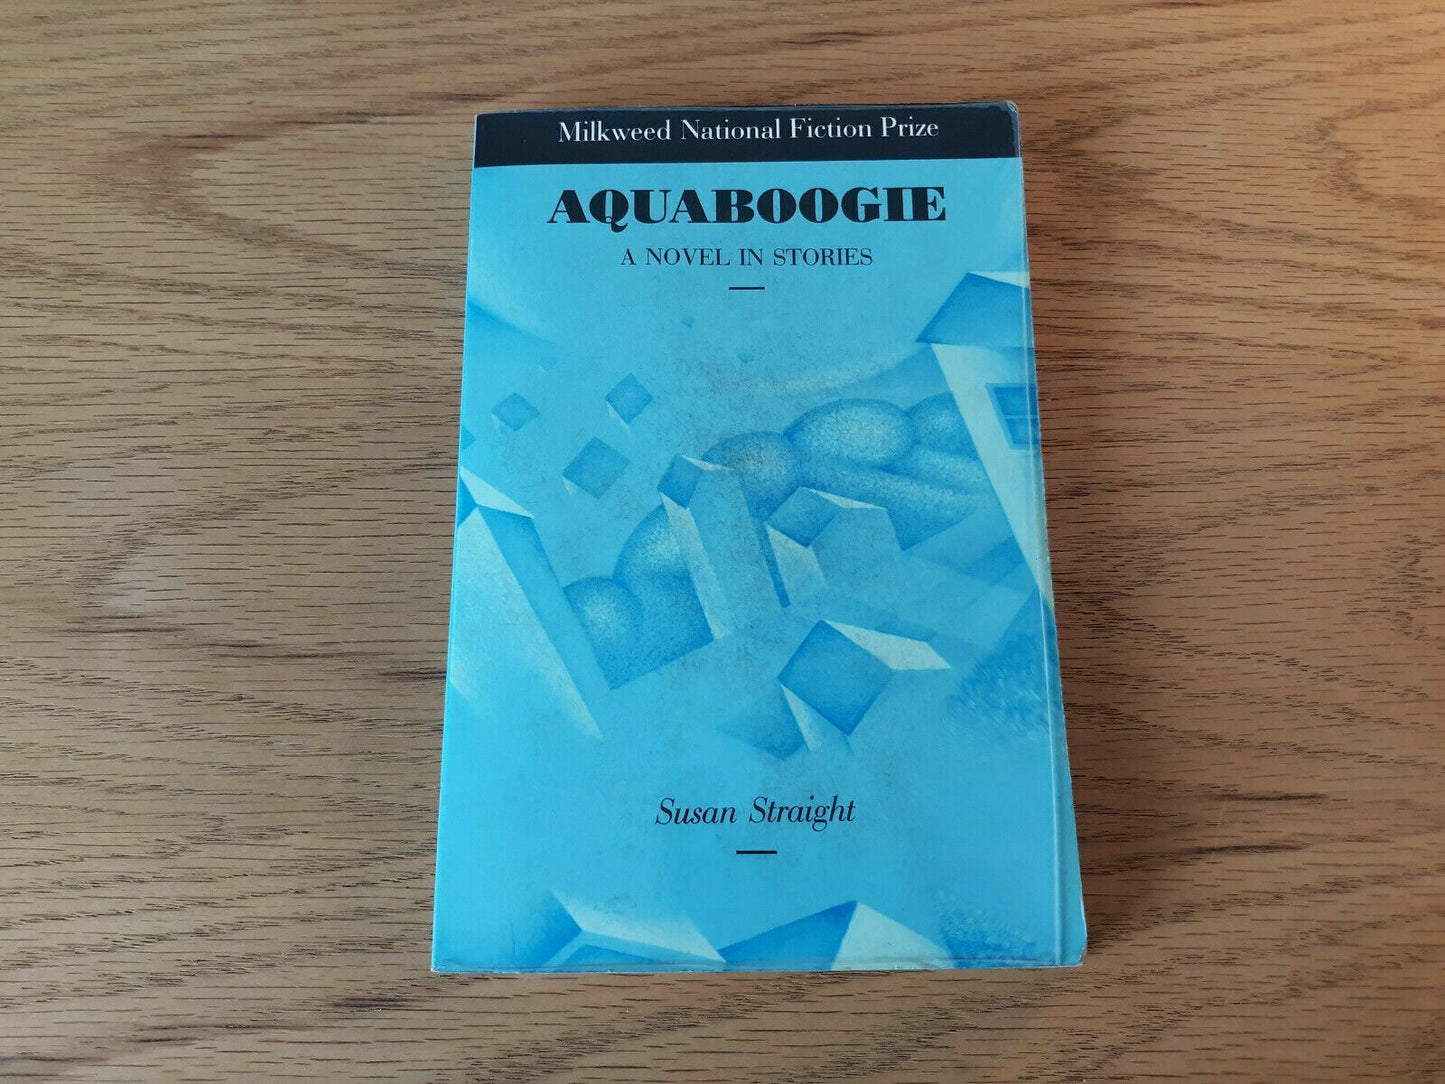 Milkweed National Fiction Prize
AQUABOOGIE
A NOVEL IN STORIES
Susan Straight